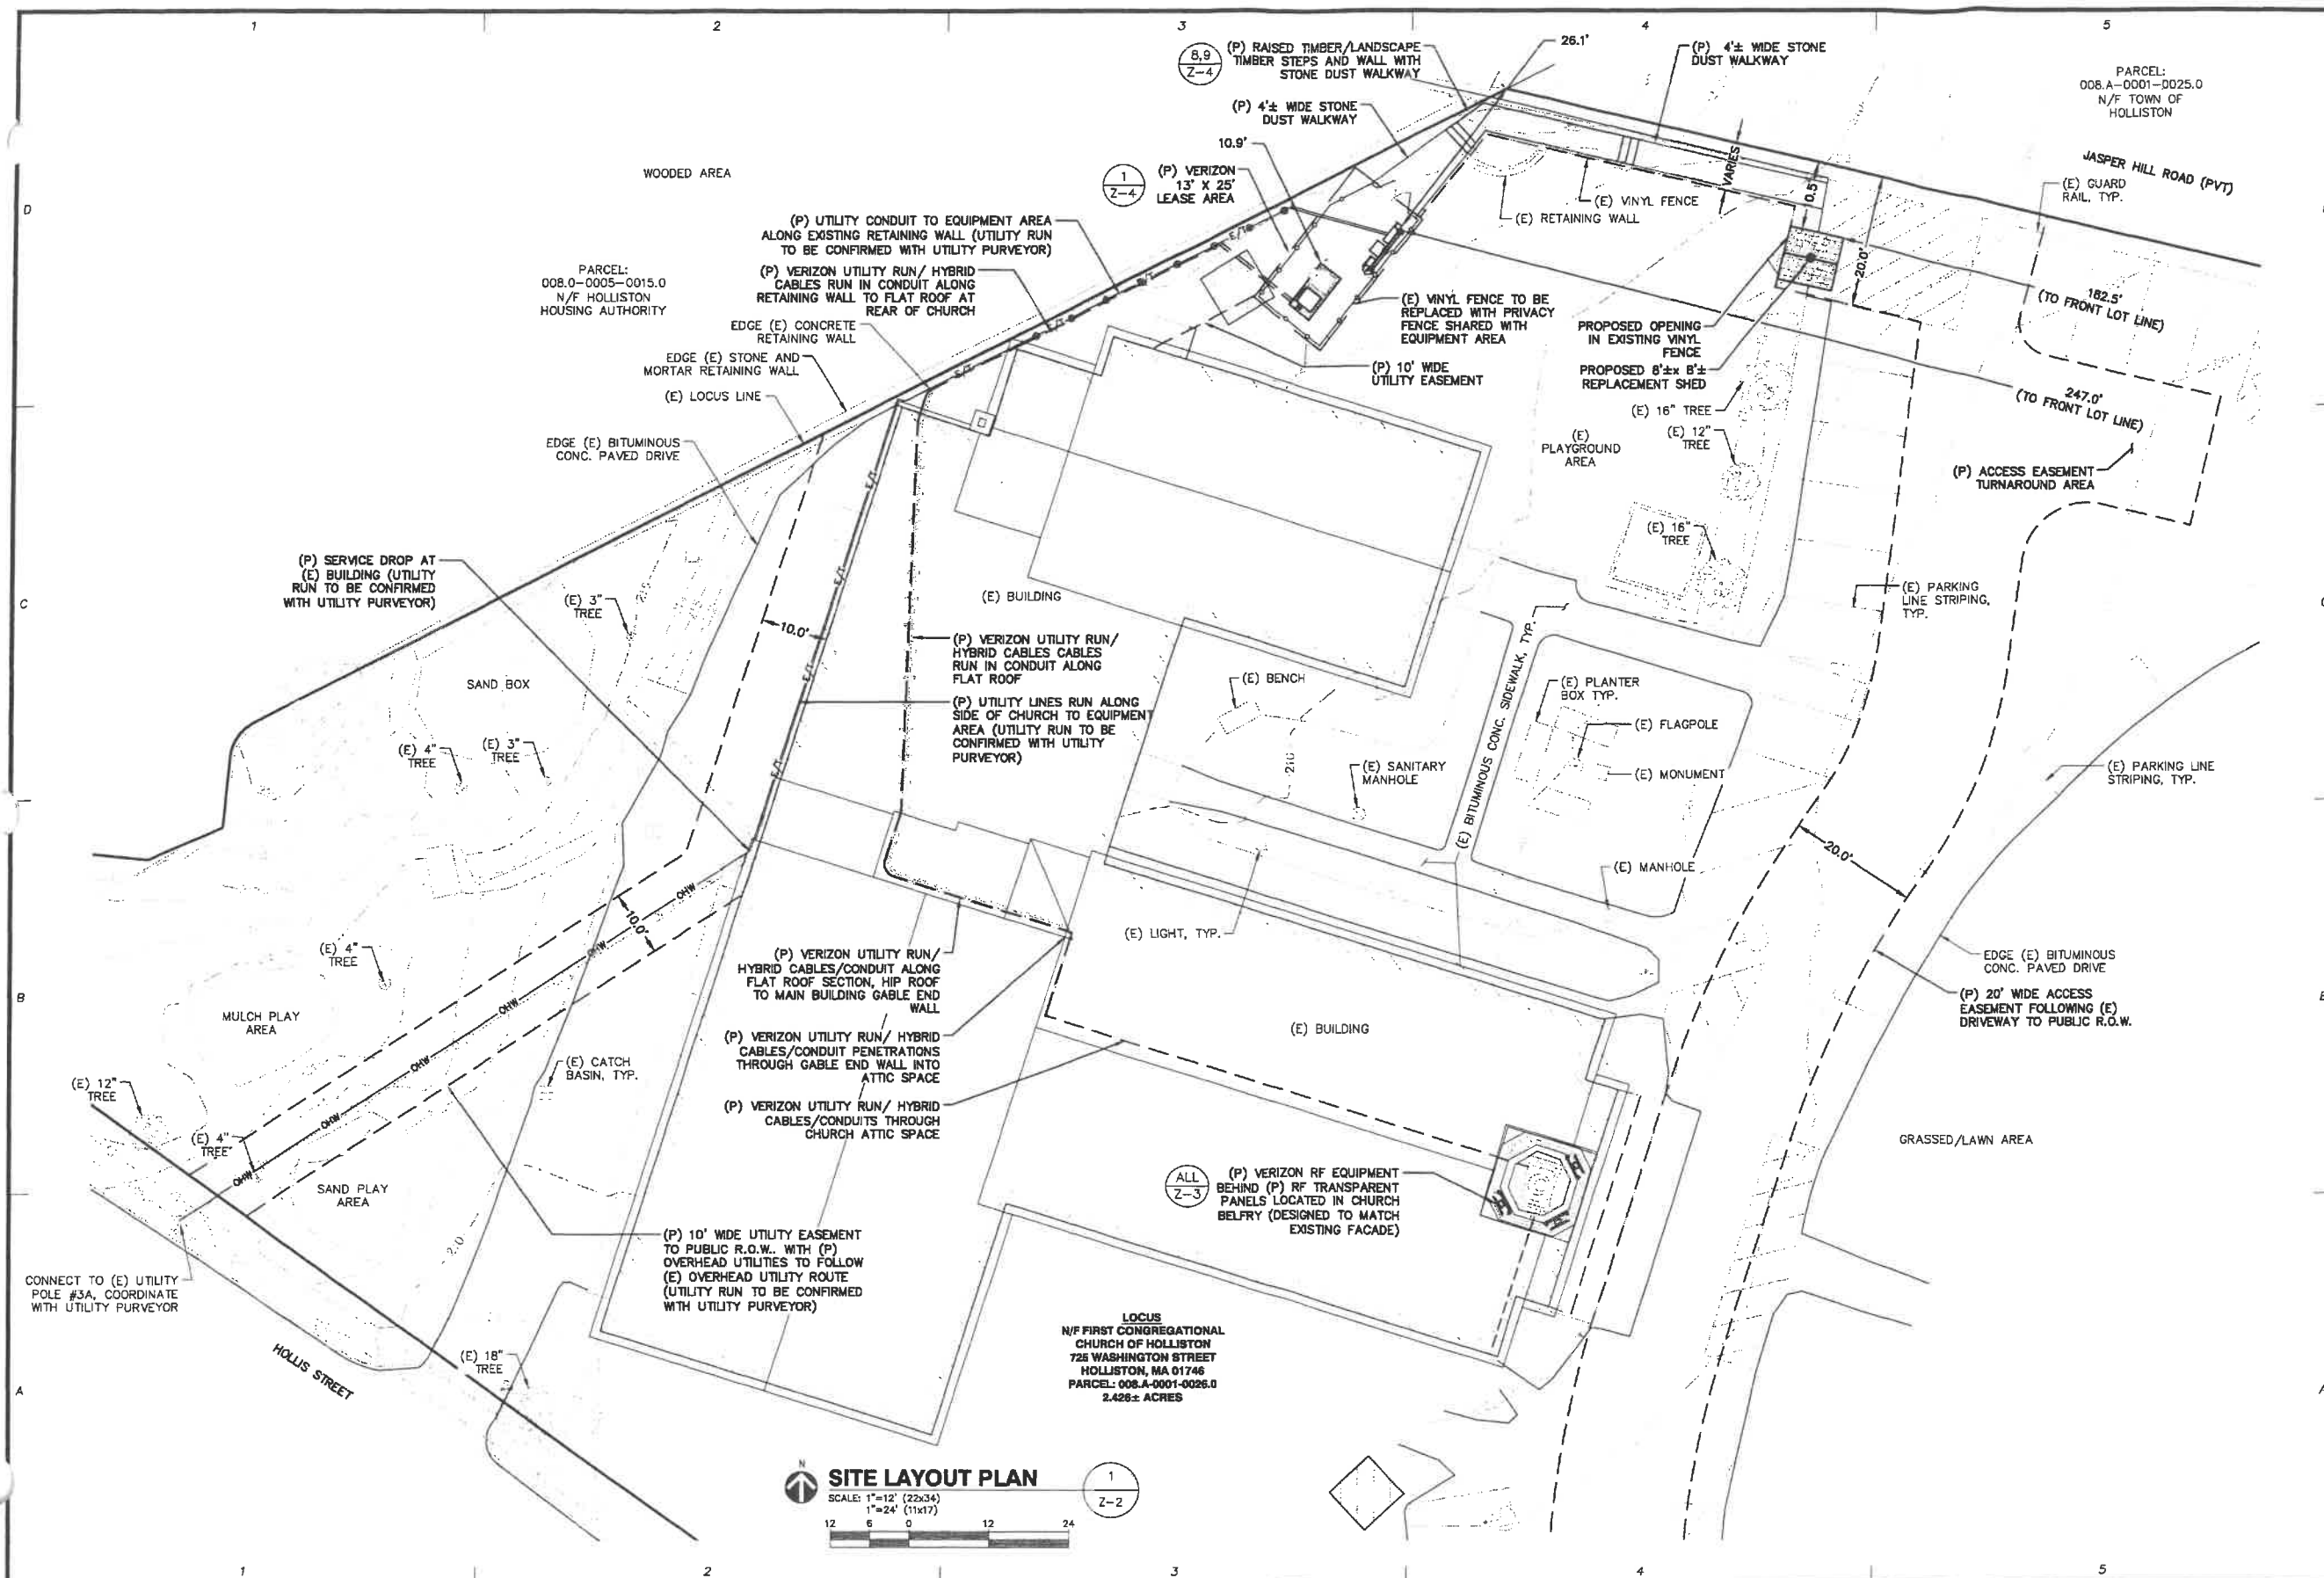 1
2
3
4
5
8,9
Z-4
(P) RAISED TIMBER/LANDSCAPE
TIMBER STEPS AND WALL WITH
STONE DUST WALKWAY
26.1'
(P) 4'± WIDE STONE
DUST WALKWAY
PARCEL:
008.A-0001-0025.0
N/F TOWN OF
HOLLISTON
(P) 4'± WIDE STONE
DUST WALKWAY
10.9'
WOODED AREA
1
Z-4
(P) VERIZON
13' X 25'
LEASE AREA
VARIES
0.5'
JASPER HILL ROAD (PVT)
(E) GUARD
RAIL, TYP.
D
(E) VINYL FENCE
(E) RETAINING WALL
(P) UTILITY CONDUIT TO EQUIPMENT AREA
ALONG EXISTING RETAINING WALL (UTILITY RUN
TO BE CONFIRMED WITH UTILITY PURVEYOR)
E/T
20.0'
PARCEL:
008.0-0005-0015.0
N/F HOLLISTON
HOUSING AUTHORITY
(P) VERIZON UTILITY RUN/ HYBRID
CABLES RUN IN CONDUIT ALONG
RETAINING WALL TO FLAT ROOF AT
REAR OF CHURCH
E/T
E/T
182.5'
(TO FRONT LOT LINE)
(E) VINYL FENCE TO BE
REPLACED WITH PRIVACY
FENCE SHARED WITH
EQUIPMENT AREA
PROPOSED OPENING
IN EXISTING VINYL
FENCE
EDGE (E) CONCRETE
RETAINING WALL
EDGE (E) STONE AND
MORTAR RETAINING WALL
E/T
(P) 10' WIDE
UTILITY EASEMENT
PROPOSED 8'±x 8'±
REPLACEMENT SHED
(E) LOCUS LINE
247.0'
(TO FRONT LOT LINE)
(E) 16" TREE
(E) 12"
TREE
(E)
PLAYGROUND
AREA
EDGE (E) BITUMINOUS
CONC. PAVED DRIVE
(P) ACCESS EASEMENT
TURNAROUND AREA
E/T
(E) 16"
TREE
(P) SERVICE DROP AT
(E) BUILDING (UTILITY
RUN TO BE CONFIRMED
WITH UTILITY PURVEYOR)
E/T
C
(E) 3"
TREE
(E) BUILDING
(E) PARKING
LINE STRIPING,
TYP.
10.0'
(P) VERIZON UTILITY RUN/
HYBRID CABLES CABLES
RUN IN CONDUIT ALONG
FLAT ROOF
E/T
SAND BOX
(E) BENCH
(E) BITUMINOUS CONC. SIDEWALK, TYP.
(E) PLANTER
BOX TYP.
(P) UTILITY LINES RUN ALONG
SIDE OF CHURCH TO EQUIPMENT
AREA (UTILITY RUN TO BE
CONFIRMED WITH UTILITY
PURVEYOR)
(E) FLAGPOLE
(E) 4"
TREE
(E) 3"
TREE
E/T
210
(E) SANITARY
MANHOLE
(E) MONUMENT
(E) PARKING LINE
STRIPING, TYP.
20.0'
(E) MANHOLE
OHW
10.0'
(E) LIGHT, TYP.
OHW
(E) 4"
TREE
(P) VERIZON UTILITY RUN/
HYBRID CABLES/CONDUIT ALONG
FLAT ROOF SECTION, HIP ROOF
TO MAIN BUILDING GABLE END
WALL
EDGE (E) BITUMINOUS
CONC. PAVED DRIVE
B
OHW
MULCH PLAY
AREA
(P) 20' WIDE ACCESS
EASEMENT FOLLOWING (E)
DRIVEWAY TO PUBLIC R.O.W.
(E) BUILDING
(P) VERIZON UTILITY RUN/ HYBRID
CABLES/CONDUIT PENETRATIONS
THROUGH GABLE END WALL INTO
ATTIC SPACE
OHW
(E) CATCH
BASIN, TYP.
(E) 12"
TREE
(P) VERIZON UTILITY RUN/ HYBRID
CABLES/CONDUITS THROUGH
CHURCH ATTIC SPACE
OHW
(E) 4"
TREE
GRASSED/LAWN AREA
OHW
SAND PLAY
AREA
ALL
Z-3
(P) VERIZON RF EQUIPMENT
BEHIND (P) RF TRANSPARENT
PANELS LOCATED IN CHURCH
BELFRY (DESIGNED TO MATCH
EXISTING FACADE)
(P) 10' WIDE UTILITY EASEMENT
TO PUBLIC R.O.W.. WITH (P)
OVERHEAD UTILITIES TO FOLLOW
(E) OVERHEAD UTILITY ROUTE
(UTILITY RUN TO BE CONFIRMED
WITH UTILITY PURVEYOR)
CONNECT TO (E) UTILITY
POLE #3A, COORDINATE
WITH UTILITY PURVEYOR
HOLLIS STREET
(E) 18"
TREE
LOCUS
N/F FIRST CONGREGATIONAL
CHURCH OF HOLLISTON
725 WASHINGTON STREET
HOLLISTON, MA 01746
PARCEL: 008.A-0001-0026.0
2.426± ACRES
A
N
SITE LAYOUT PLAN
SCALE: 1"=12' (22x34)
1"=24' (11x17)
1
Z-2
12 6 0 12 24
1
2
3
4
5